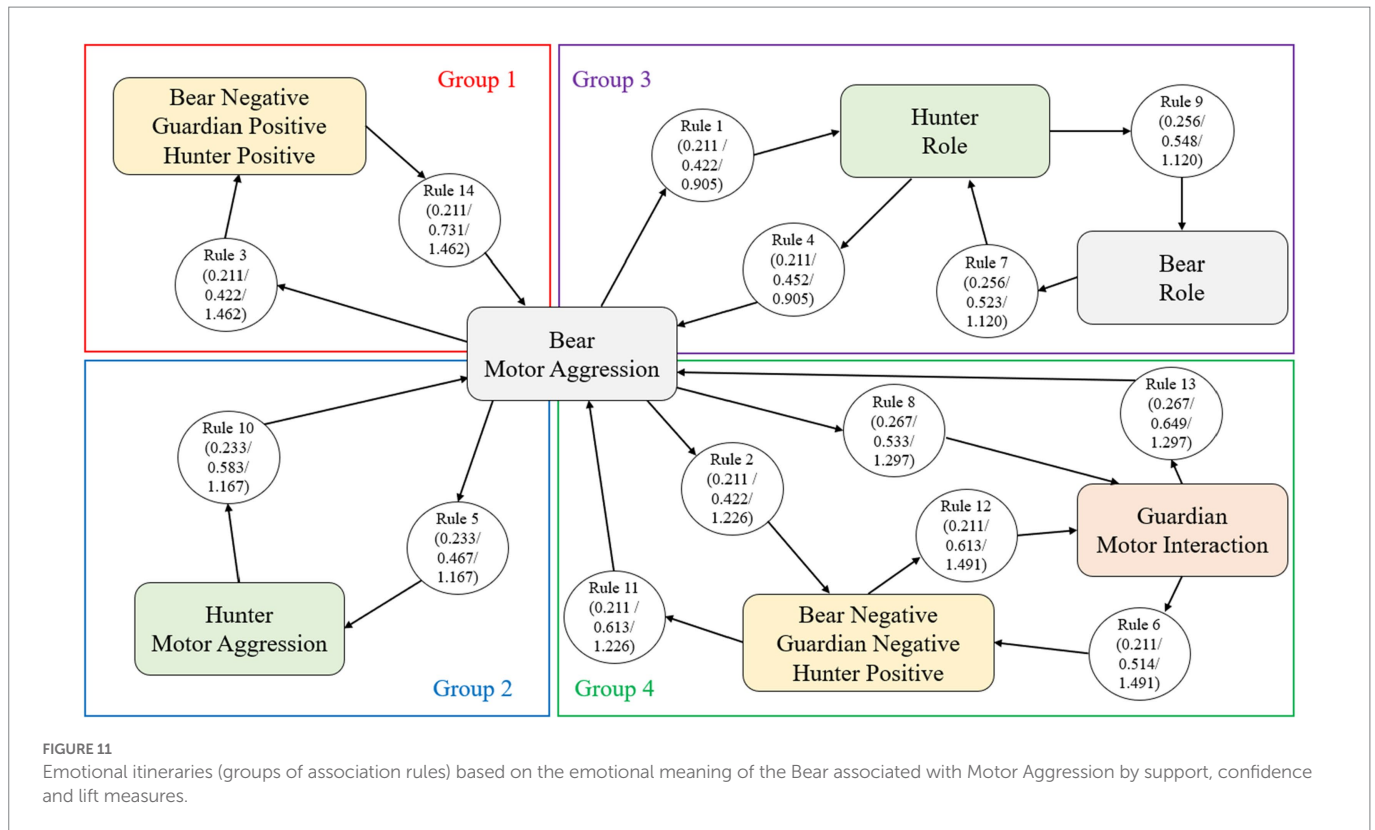 Group 1
Bear Negative
Guardian Positive
Hunter Positive
Rule 14
(0.211/
0.731/
1.462)
Rule 3
(0.211/
0.422/
1.462)
Group 3
Rule 1
(0.211 /
0.422/
0.905)
Hunter
Role
Rule 9
(0.256/
0.548/
1.120)
Rule 4
(0.211/
0.452/
0.905)
Rule 7
(0.256/
0.523/
1.120)
Bear
Role
Bear
Motor Aggression
Rule 10
(0.233/
0.583/
1.167)
Rule 5
(0.233/
0.467/
1.167)
Hunter
Motor Aggression
Group 2
Rule 13
(0.267/
0.649/
1.297)
Rule 8
(0.267/
0.533/
1.297)
Rule 2
(0.211 /
0.422/
1.226)
Rule 12
(0.211/
0.613/
1.491)
Guardian
Motor Interaction
Rule 11
(0.211 /
0.613/
1.226)
Bear Negative
Guardian Negative
Hunter Positive
Rule 6
(0.211/
0.514/
1.491)
Group 4
FIGURE 11
Emotional itineraries (groups of association rules) based on the emotional meaning of the Bear associated with Motor Aggression by support, confidence
and lift measures.